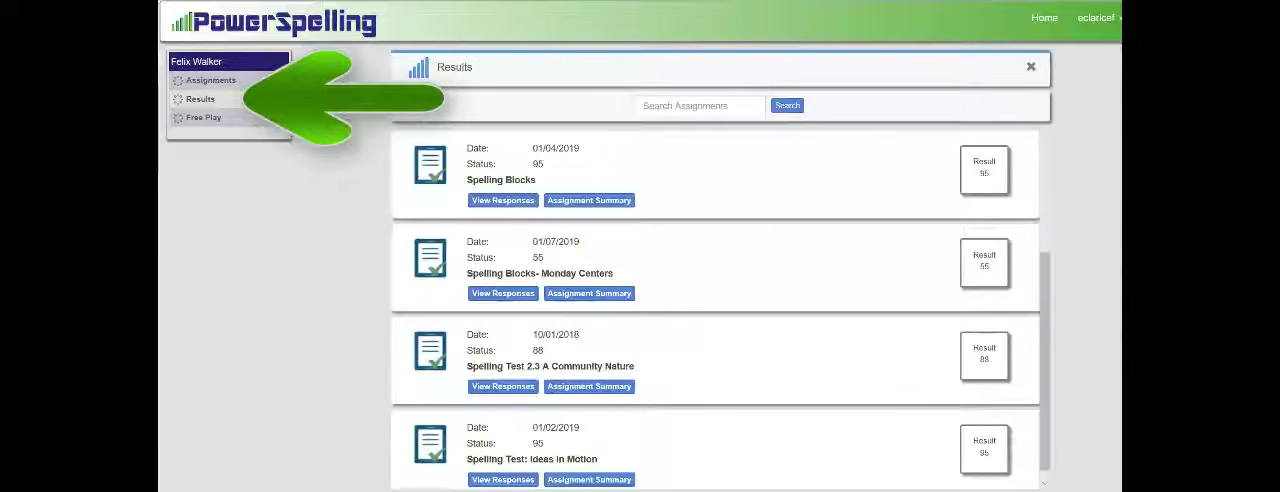 PowerSpelling
Home eclaricef
Felix Walker
Assignments
Results
Free Play
Results ✖
Search Assignments Search
Date: 01/04/2019
Status: 95
Spelling Blocks
View Responses Assignment Summary
Result
95
Date: 01/07/2019
Status: 55
Spelling Blocks- Monday Centers
View Responses Assignment Summary
Result
55
Date: 10/01/2018
Status: 88
Spelling Test 2.3 A Community Nature
View Responses Assignment Summary
Result
88
Date: 01/02/2019
Status: 95
Spelling Test: Ideas in Motion
View Responses Assignment Summary
Result
95